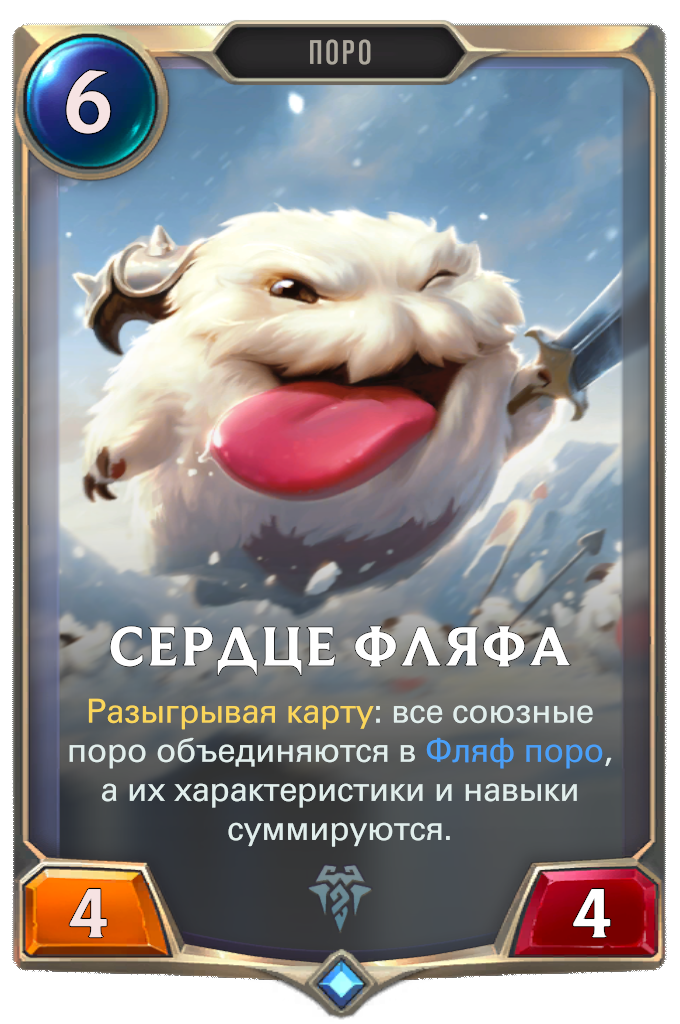 ПОРО
6
СЕРДЦЕ ФЛЯФА
Разыгрывая карту: все союзные
поро объединяются в Фляф поро,
а их характеристики и навыки
суммируются.
4
4